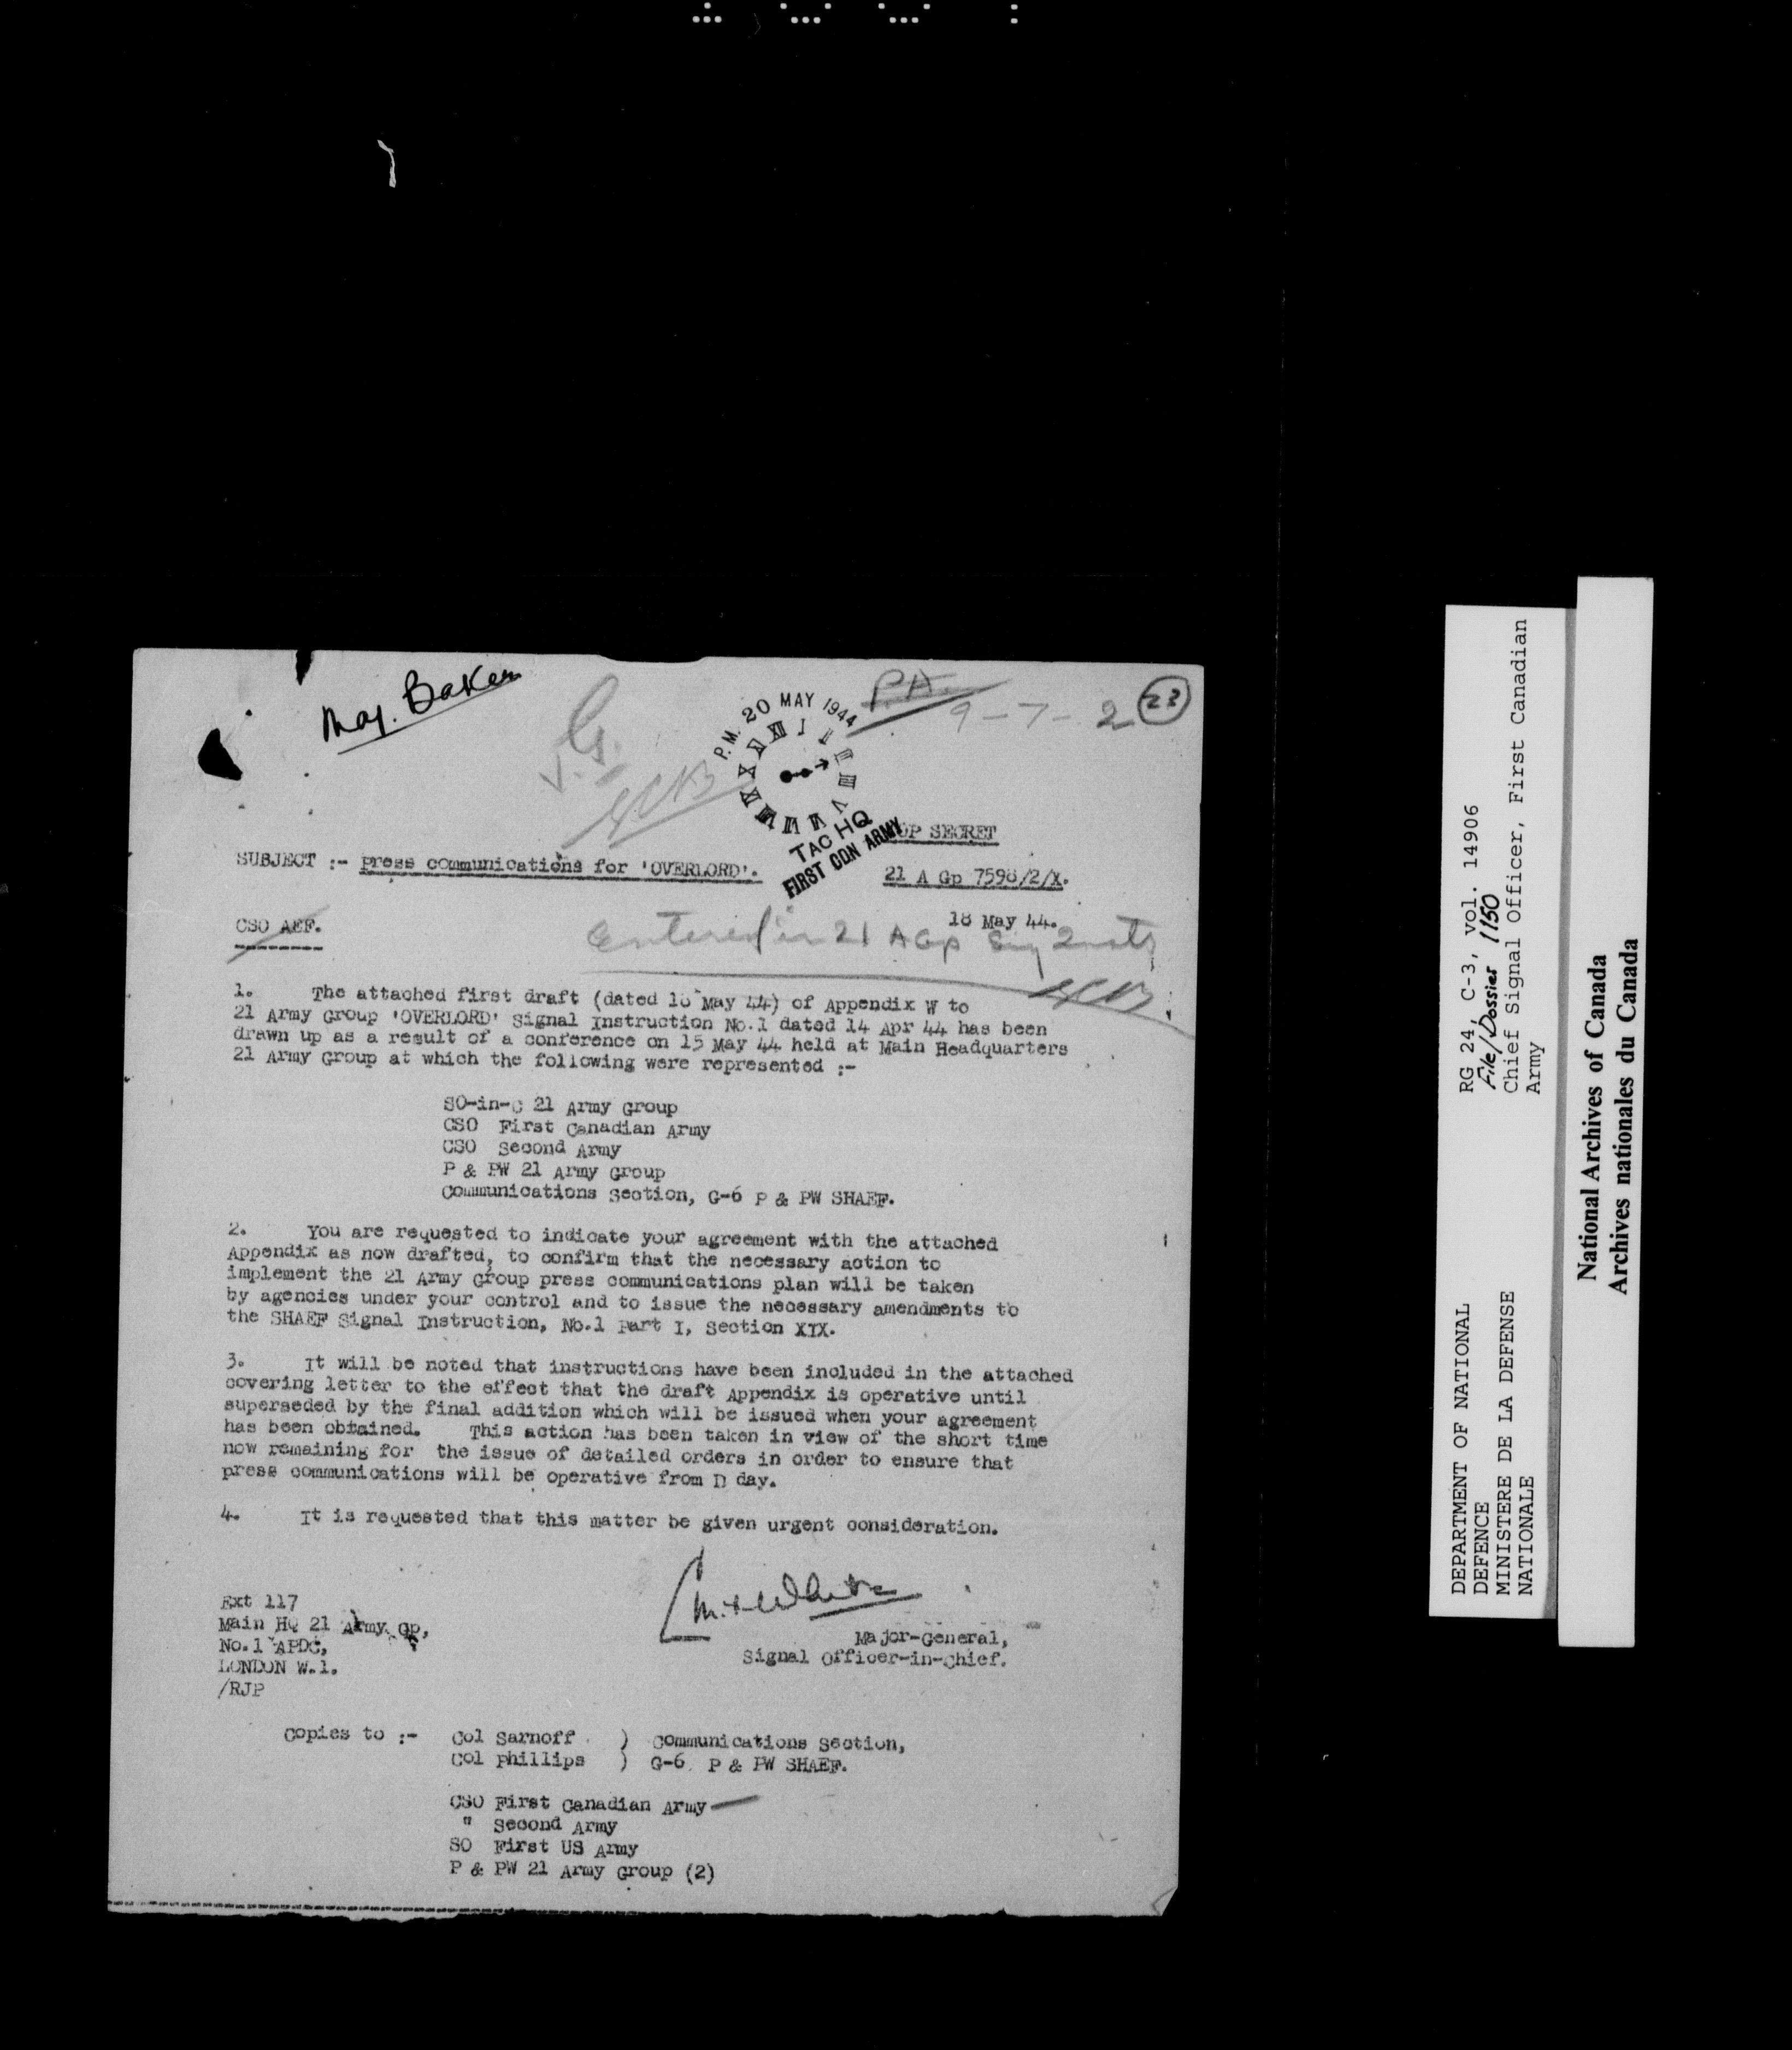 Maj. Baker
P.A.
9-7-2
23
P.M. 20 MAY 1944
TAC HQ
FIRST CDN ARMY
TOP SECRET
SUBJECT :- Press communications for 'OVERLORD'.
21 A Gp 7598/2/X.
CSO AEF.
18 May 44.
Entered in 21 A Gp Sig Insts
1. The attached first draft (dated 18 May 44) of Appendix W to
21 Army Group 'OVERLORD' Signal Instruction No.1 dated 14 Apr 44 has been
drawn up as a result of a conference on 15 May 44 held at Main Headquarters
21 Army Group at which the following were represented :-
SO-in-C 21 Army Group
CSO First Canadian Army
CSO Second Army
P & PW 21 Army Group
Communications Section, G-6 P & PW SHAEF.
2. You are requested to indicate your agreement with the attached
Appendix as now drafted, to confirm that the necessary action to
implement the 21 Army Group press communications plan will be taken
by agencies under your control and to issue the necessary amendments to
the SHAEF Signal Instruction, No.1 Part I, Section XIX.
3. It will be noted that instructions have been included in the attached
covering letter to the effect that the draft Appendix is operative until
superseded by the final addition which will be issued when your agreement
has been obtained. This action has been taken in view of the short time
now remaining for the issue of detailed orders in order to ensure that
press communications will be operative from D day.
4. It is requested that this matter be given urgent consideration.
Ext 117
Main HQ 21 Army Gp,
No.1 APDC,
LONDON W.1.
/RJP
Major-General,
Signal Officer-in-Chief.
Copies to :- Col Sarnoff ) Communications Section,
Col Phillips ) G-6 P & PW SHAEF.
CSO First Canadian Army
" Second Army
SO First US Army
P & PW 21 Army Group (2)
DEPARTMENT OF NATIONAL
DEFENCE
MINISTERE DE LA DEFENSE
NATIONALE
RG 24, C-3, vol. 14906
File/Dossier 1150
Chief Signal Officer, First Canadian
Army
National Archives of Canada
Archives nationales du Canada